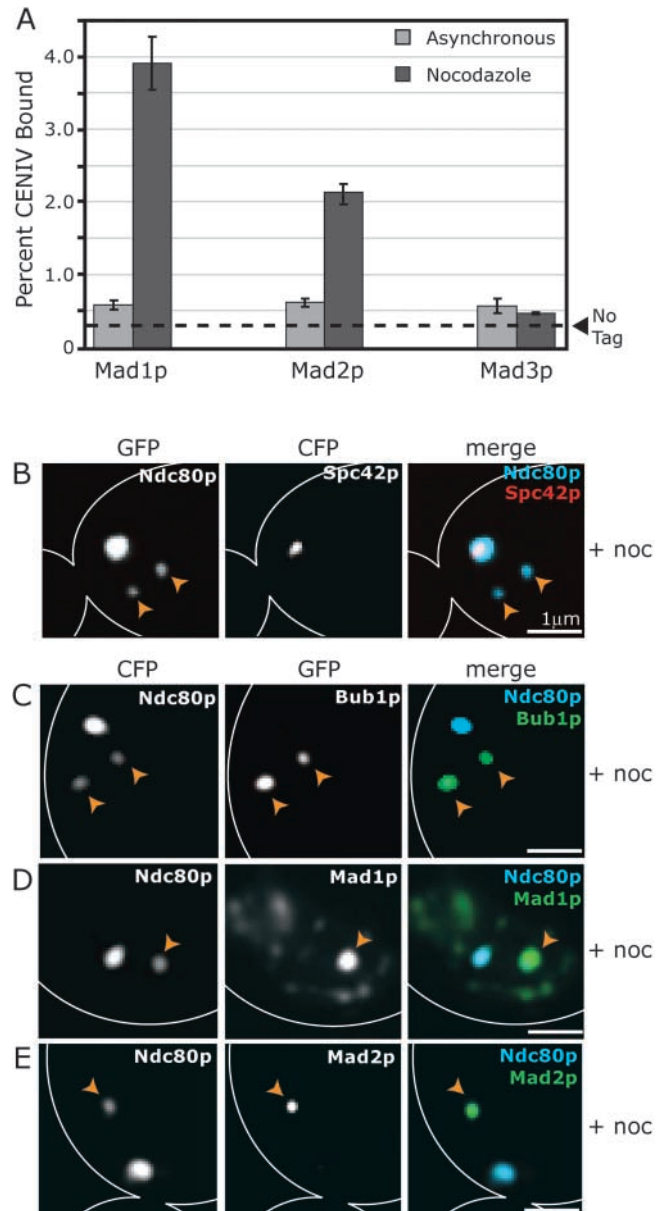 A
Percent CENIV Bound
4.0
3.0
2.0
1.0
0
Asynchronous
Nocodazole
No
Tag
Mad1p
Mad2p
Mad3p
B
GFP
CFP
merge
Ndc80p
Spc42p
Ndc80p
Spc42p
1µm
+ noc
CFP
GFP
merge
C
Ndc80p
Bub1p
Ndc80p
Bub1p
+ noc
D
Ndc80p
Mad1p
Ndc80p
Mad1p
+ noc
E
Ndc80p
Mad2p
Ndc80p
Mad2p
+ noc